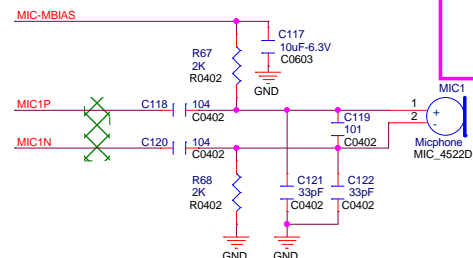 MIC-MBIAS
C117
10uF-6.3V
C0603
R67
2K
R0402
GND
MIC1
MIC1P
C118
104
C0402
1
C119
101
C0402
2
+
-
Micphone
MIC_4522D
MIC1N
C120
104
C0402
R68
2K
R0402
C121
33pF
C0402
C122
33pF
C0402
GND
GND